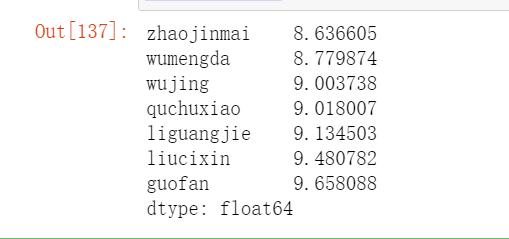 Out[137]:
zhaojinmai    8.636605
wumengda      8.779874
wujing        9.003738
quchuxiao     9.018007
liguangjie    9.134503
liucixin      9.480782
guofan        9.658088
dtype: float64